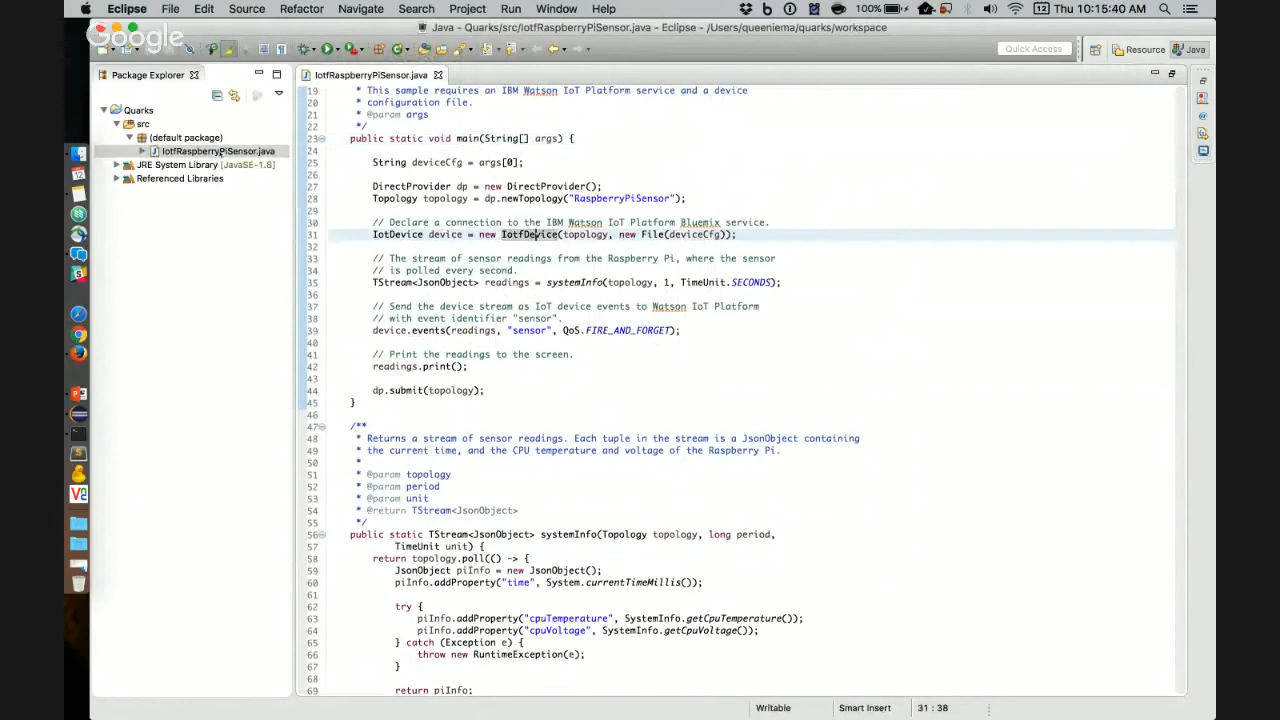 Eclipse File Edit Source Refactor Navigate Search Project Run Window Help 100% 12 Thu 10:15:40 AM
Java - Quarks/src/IotfRaspberryPiSensor.java - Eclipse - /Users/queeniema/quarks/workspace
Google
Quick Access Resource Java
Package Explorer
IotfRaspberryPiSensor.java
Quarks
src
(default package)
IotfRaspberryPiSensor.java
JRE System Library [JavaSE-1.8]
Referenced Libraries
19 * This sample requires an IBM Watson IoT Platform service and a device
20 * configuration file.
21 * @param args
22 */
23 public static void main(String[] args) {
24
25 String deviceCfg = args[0];
26
27 DirectProvider dp = new DirectProvider();
28 Topology topology = dp.newTopology("RaspberryPiSensor");
29
30 // Declare a connection to the IBM Watson IoT Platform Bluemix service.
31 IotDevice device = new IotfDevice(topology, new File(deviceCfg));
32
33 // The stream of sensor readings from the Raspberry Pi, where the sensor
34 // is polled every second.
35 TStream<JsonObject> readings = systemInfo(topology, 1, TimeUnit.SECONDS);
36
37 // Send the device stream as IoT device events to Watson IoT Platform
38 // with event identifier "sensor".
39 device.events(readings, "sensor", QoS.FIRE_AND_FORGET);
40
41 // Print the readings to the screen.
42 readings.print();
43
44 dp.submit(topology);
45 }
46
47 /**
48 * Returns a stream of sensor readings. Each tuple in the stream is a JsonObject containing
49 * the current time, and the CPU temperature and voltage of the Raspberry Pi.
50 *
51 * @param topology
52 * @param period
53 * @param unit
54 * @return TStream<JsonObject>
55 */
56 public static TStream<JsonObject> systemInfo(Topology topology, long period,
57 TimeUnit unit) {
58 return topology.poll(() -> {
59 JsonObject piInfo = new JsonObject();
60 piInfo.addProperty("time", System.currentTimeMillis());
61
62 try {
63 piInfo.addProperty("cpuTemperature", SystemInfo.getCpuTemperature());
64 piInfo.addProperty("cpuVoltage", SystemInfo.getCpuVoltage());
65 } catch (Exception e) {
66 throw new RuntimeException(e);
67 }
68
69 return piInfo;
Writable Smart Insert 31 : 38